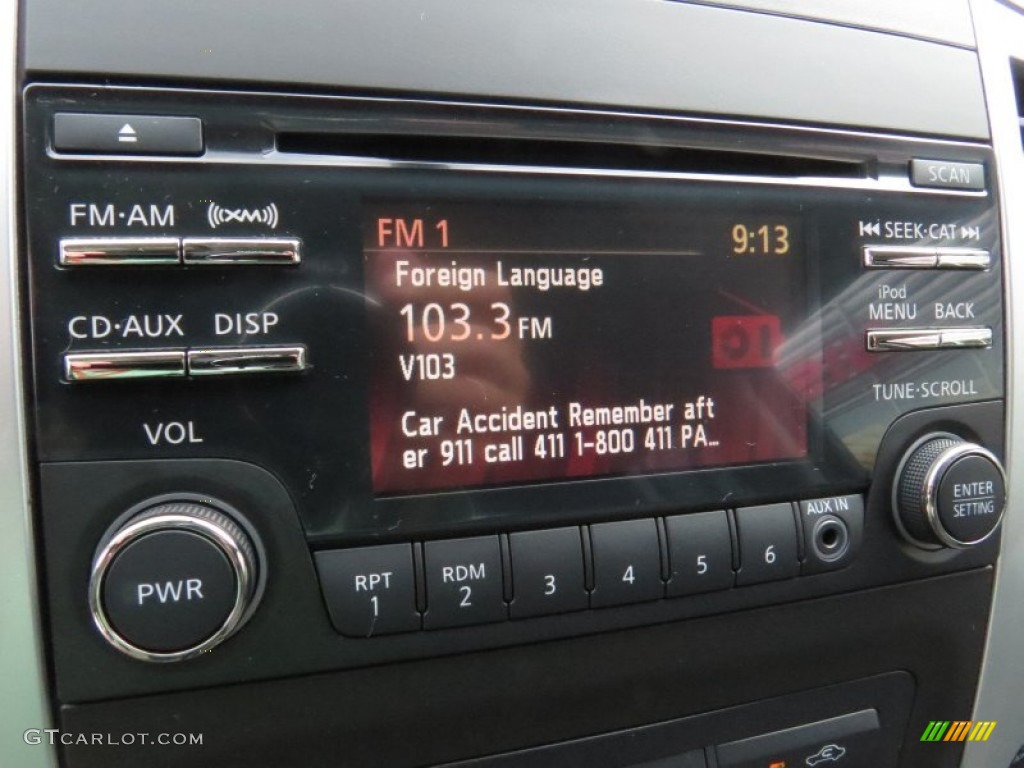 SCAN
FM·AM
((XM))
SEEK·CAT
FM 1
9:13
Foreign Language
iPod
MENU BACK
103.3 FM
CD·AUX DISP
V103
TUNE·SCROLL
Car Accident Remember aft
er 911 call 411 1-800 411 PA…
VOL
ENTER
SETTING
AUX IN
PWR
RPT
1
RDM
2
3
4
5
6
GTCARLOT.COM